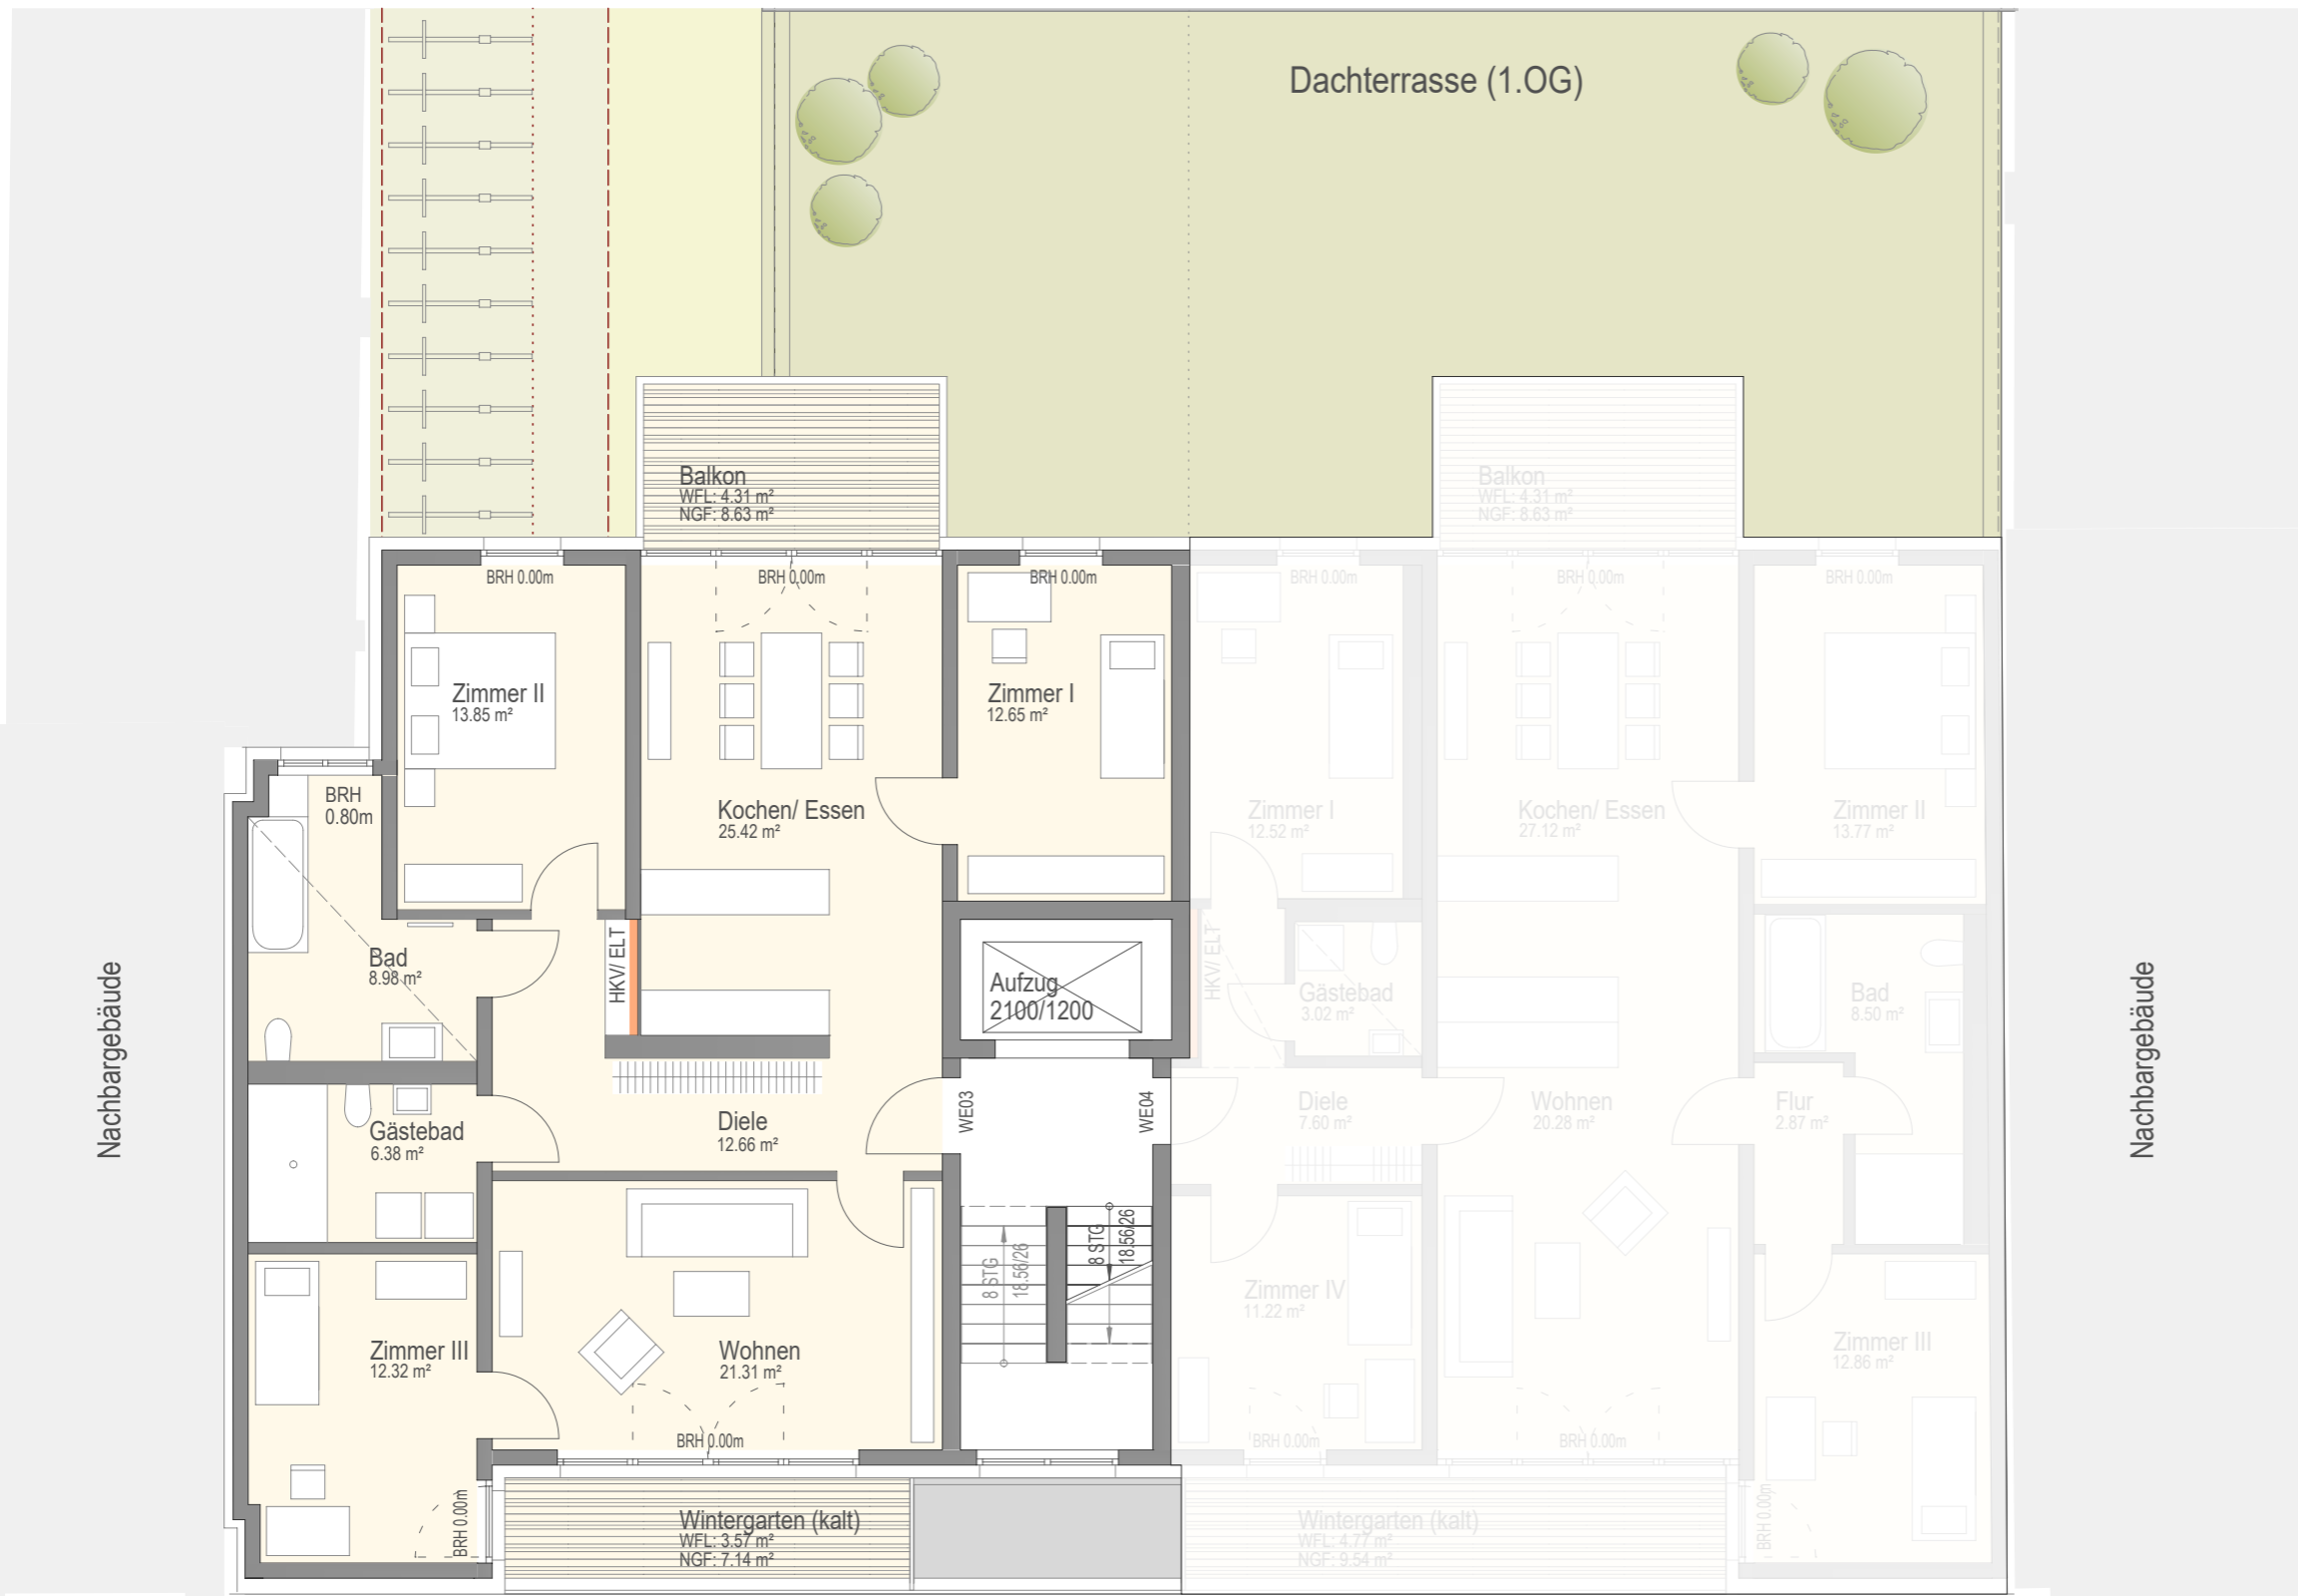 Dachterrasse (1.OG)
Balkon
WFL: 4.31 m²
NGF: 8.63 m²
Balkon
WFL: 4.31 m²
NGF: 8.63 m²
BRH 0.00m
BRH 0.00m
BRH 0.00m
BRH 0.00m
BRH 0.00m
BRH 0.00m
Zimmer II
13.85 m²
Zimmer I
12.65 m²
BRH
0.80m
Kochen/ Essen
25.42 m²
Zimmer I
12.52 m²
Kochen/ Essen
27.12 m²
Zimmer II
13.77 m²
Bad
8.98 m²
HKV/ ELT
Aufzug
2100/1200
HKV/ ELT
Gästebad
3.02 m²
Bad
8.50 m²
Nachbargebäude
Nachbargebäude
Gästebad
6.38 m²
Diele
12.66 m²
WE03
WE04
Diele
7.60 m²
Wohnen
20.28 m²
Flur
2.87 m²
8 STG
18.56/26
8 STG
18.56/26
Zimmer III
12.32 m²
Wohnen
21.31 m²
Zimmer IV
11.22 m²
Zimmer III
12.86 m²
BRH 0.00m
BRH 0.00m
BRH 0.00m
BRH 0.00m
BRH 0.00m
Wintergarten (kalt)
WFL: 3.57 m²
NGF: 7.14 m²
Wintergarten (kalt)
WFL: 4.77 m²
NGF: 9.54 m²